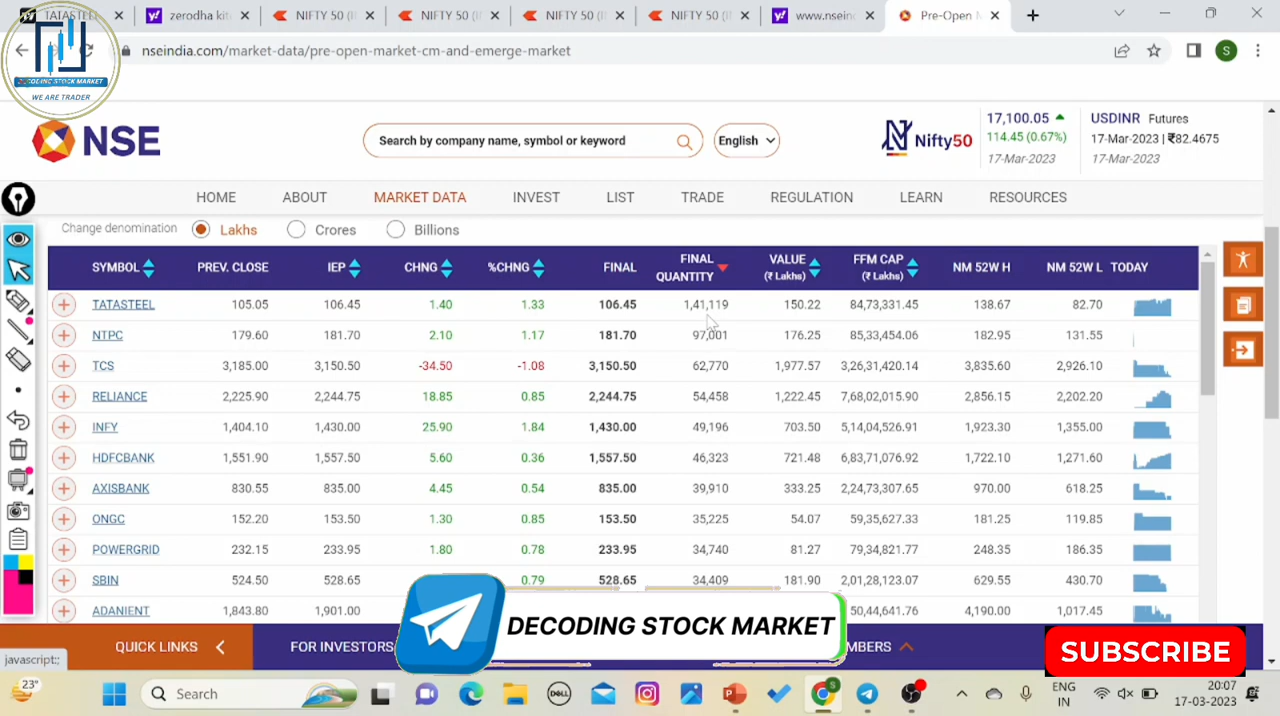 TATASTEEL
zerodha ki
NIFTY 50 (I
NIFTY 50 (I
NIFTY 50 (I
NIFTY 50 (I
www.nsein
Pre-Open M
nseindia.com/market-data/pre-open-market-cm-and-emerge-market
S
DECODING STOCK MARKET
WE ARE TRADER
NSE
Search by company name, symbol or keyword
English
Nifty50
17,100.05
114.45 (0.67%)
17-Mar-2023
USDINR Futures
17-Mar-2023 | ₹82.4675
17-Mar-2023
HOME ABOUT MARKET DATA INVEST LIST TRADE REGULATION LEARN RESOURCES
Change denomination Lakhs Crores Billions
SYMBOL PREV. CLOSE IEP CHNG %CHNG FINAL FINAL QUANTITY VALUE (₹ Lakhs) FFM CAP (₹ Lakhs) NM 52W H NM 52W L TODAY
TATASTEEL 105.05 106.45 1.40 1.33 106.45 1,41,119 150.22 84,73,331.45 138.67 82.70
NTPC 179.60 181.70 2.10 1.17 181.70 97,001 176.25 85,33,454.06 182.95 131.55
TCS 3,185.00 3,150.50 -34.50 -1.08 3,150.50 62,770 1,977.57 3,26,31,420.14 3,835.60 2,926.10
RELIANCE 2,225.90 2,244.75 18.85 0.85 2,244.75 54,458 1,222.45 7,68,02,015.90 2,856.15 2,202.20
INFY 1,404.10 1,430.00 25.90 1.84 1,430.00 49,196 703.50 5,14,04,526.91 1,923.30 1,355.00
HDFCBANK 1,551.90 1,557.50 5.60 0.36 1,557.50 46,323 721.48 6,83,71,076.92 1,722.10 1,271.60
AXISBANK 830.55 835.00 4.45 0.54 835.00 39,910 333.25 2,24,73,307.65 970.00 618.25
ONGC 152.20 153.50 1.30 0.85 153.50 35,225 54.07 59,35,627.33 181.25 119.85
POWERGRID 232.15 233.95 1.80 0.78 233.95 34,740 81.27 79,34,821.77 248.35 186.35
SBIN 524.50 528.65 0.79 528.65 34,409 181.90 2,01,28,123.07 629.55 430.70
ADANIENT 1,843.80 1,901.00 50,44,641.76 4,190.00 1,017.45
DECODING STOCK MARKET
QUICK LINKS FOR INVESTORS MBERS
SUBSCRIBE
javascript:;
23°
Search
DELL
ENG
IN
20:07
17-03-2023